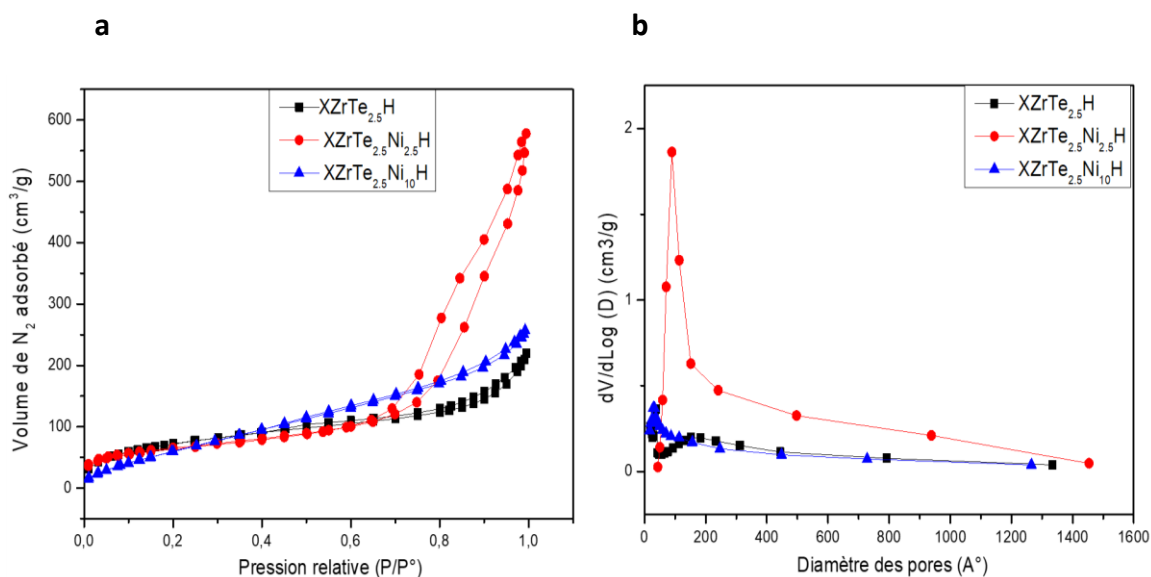 a
b
XZrTe2.5H
XZrTe2.5Ni2.5H
XZrTe2.5Ni10H
Volume de N2 adsorbé (cm3/g)
600
500
400
300
200
100
0
0,0 0,2 0,4 0,6 0,8 1,0
Pression relative (P/P°)
XZrTe2.5H
XZrTe2.5Ni2.5H
XZrTe2.5Ni10H
dV/dLog (D) (cm3/g)
2
1
0
0 200 400 600 800 1000 1200 1400 1600
Diamètre des pores (A°)